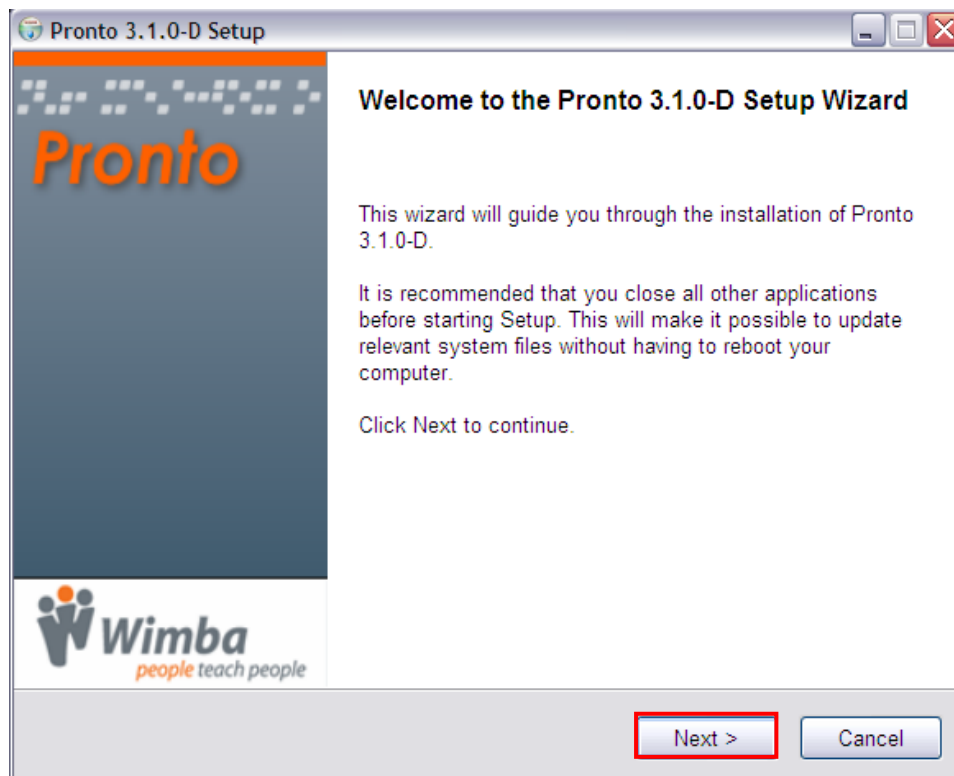 Pronto 3.1.0-D Setup
Pronto
Welcome to the Pronto 3.1.0-D Setup Wizard
This wizard will guide you through the installation of Pronto
3.1.0-D.
It is recommended that you close all other applications
before starting Setup. This will make it possible to update
relevant system files without having to reboot your
computer.
Click Next to continue.
Wimba
people teach people
Next >
Cancel